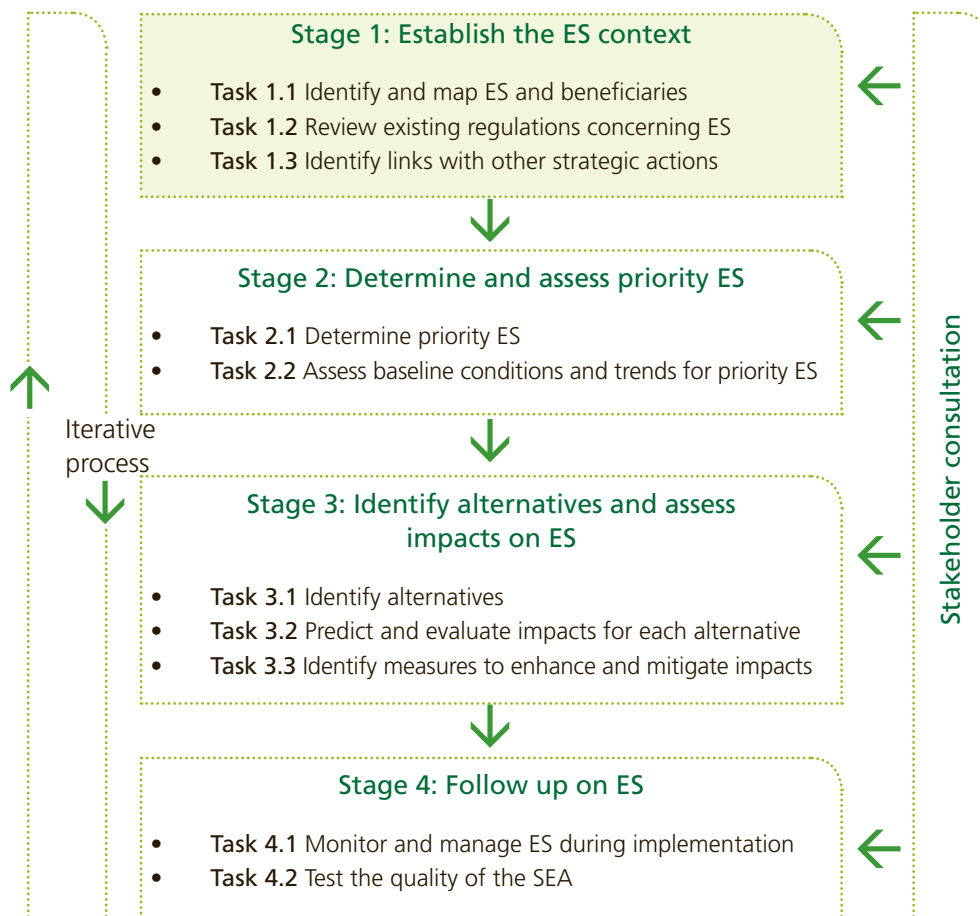 Stage 1: Establish the ES context
• Task 1.1 Identify and map ES and beneficiaries
• Task 1.2 Review existing regulations concerning ES
• Task 1.3 Identify links with other strategic actions
Stage 2: Determine and assess priority ES
• Task 2.1 Determine priority ES
• Task 2.2 Assess baseline conditions and trends for priority ES
Iterative
process
Stage 3: Identify alternatives and assess
impacts on ES
• Task 3.1 Identify alternatives
• Task 3.2 Predict and evaluate impacts for each alternative
• Task 3.3 Identify measures to enhance and mitigate impacts
Stage 4: Follow up on ES
• Task 4.1 Monitor and manage ES during implementation
• Task 4.2 Test the quality of the SEA
Stakeholder consultation